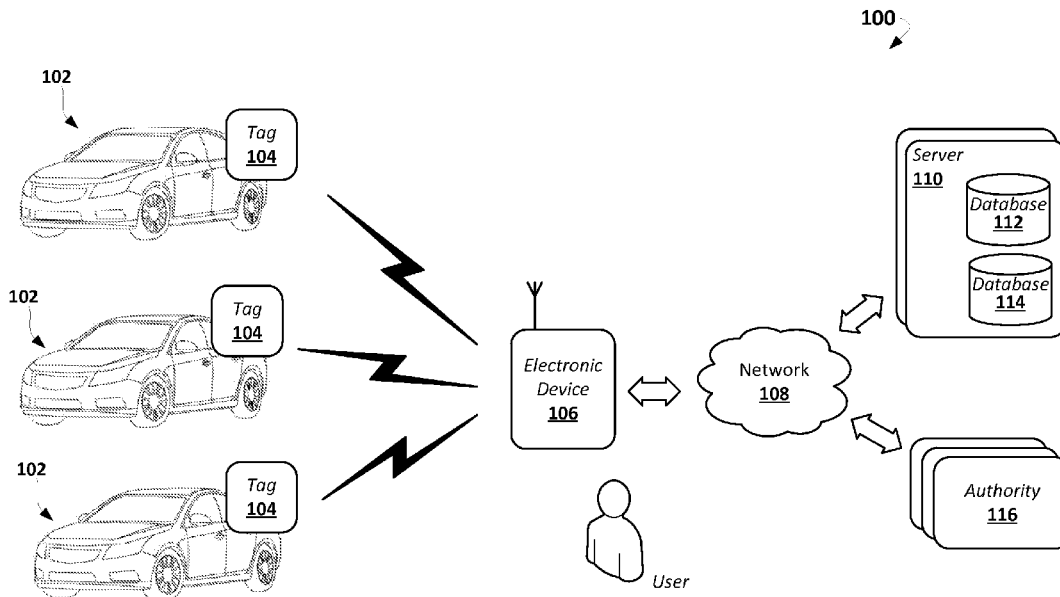 100
102
Tag
104
Server
110
Database
112
Database
114
102
Tag
104
Electronic
Device
106
Network
108
102
Tag
104
Authority
116
User